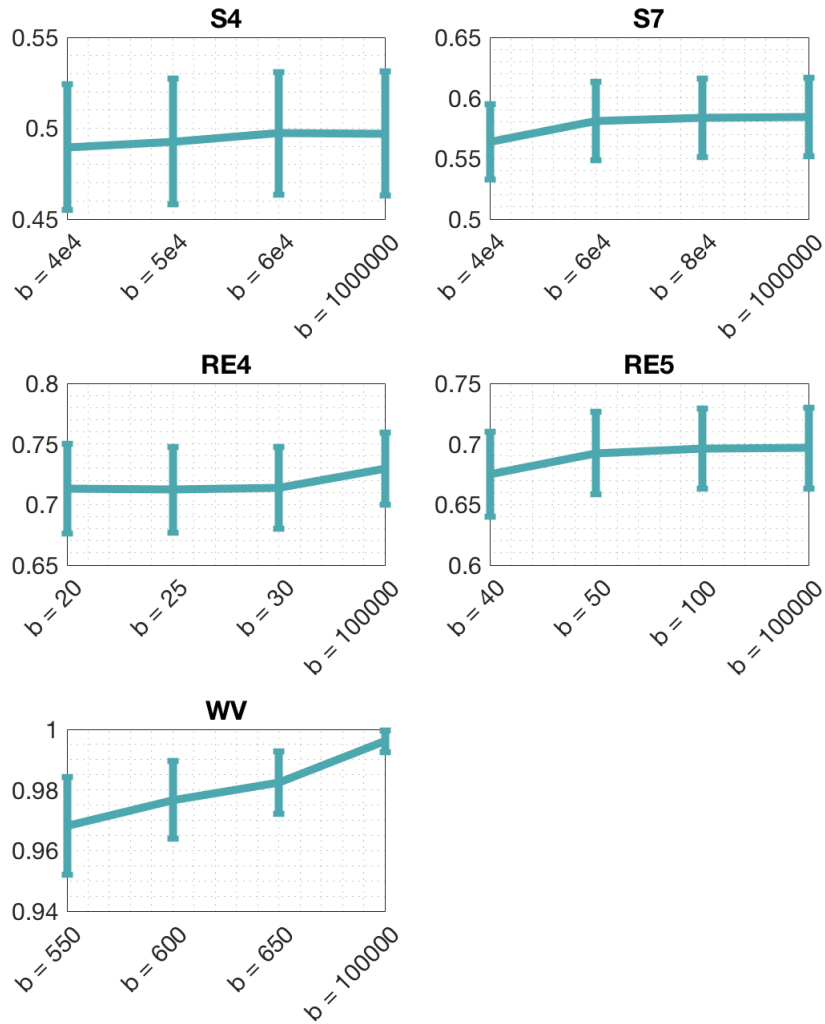 S4
0.55
0.5
0.45
b = 4e4
b = 5e4
b = 6e4
b = 1000000
S7
0.65
0.6
0.55
0.5
b = 4e4
b = 6e4
b = 8e4
b = 1000000
RE4
0.8
0.75
0.7
0.65
b = 20
b = 25
b = 30
b = 100000
RE5
0.75
0.7
0.65
0.6
b = 40
b = 50
b = 100
b = 100000
WV
1
0.98
0.96
0.94
b = 550
b = 600
b = 650
b = 100000